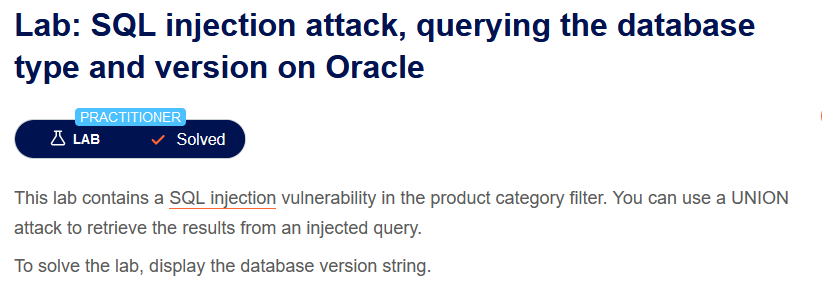 Lab: SQL injection attack, querying the database
type and version on Oracle
PRACTITIONER
LAB Solved
This lab contains a SQL injection vulnerability in the product category filter. You can use a UNION
attack to retrieve the results from an injected query.
To solve the lab, display the database version string.